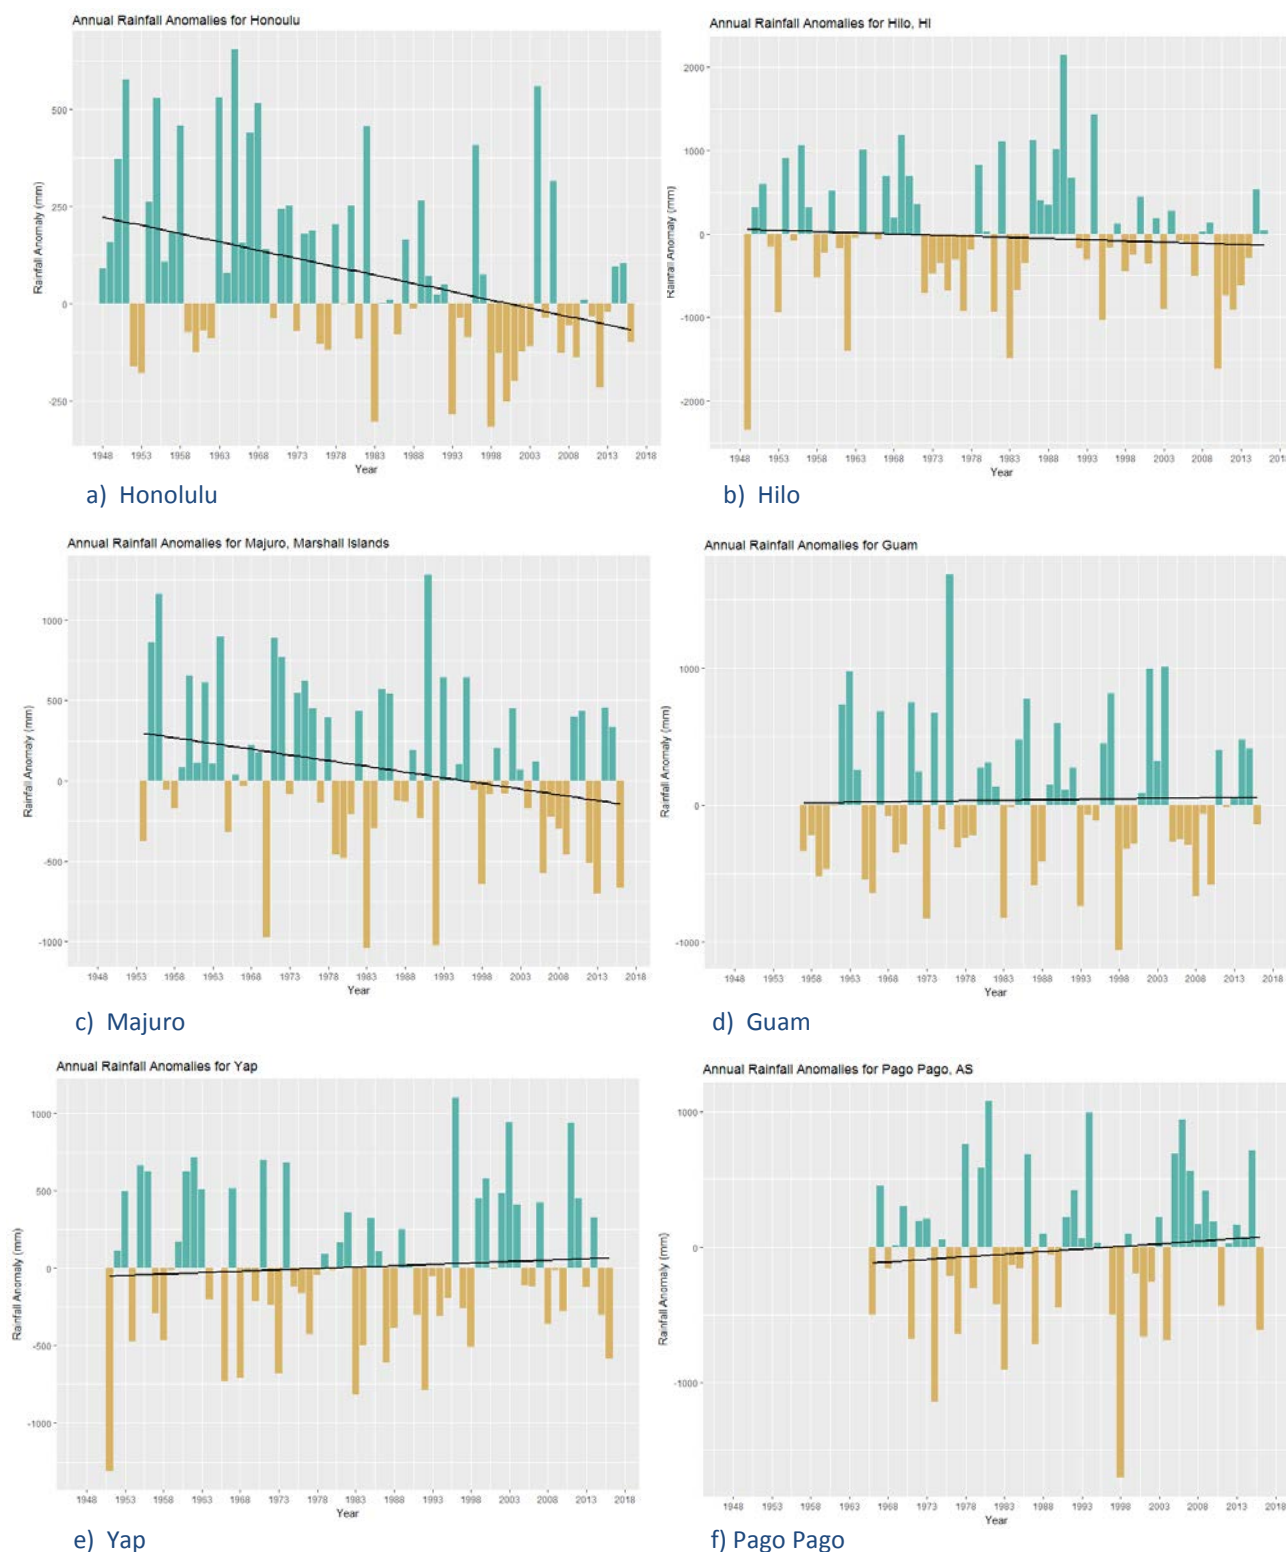 Annual Rainfall Anomalies for Honoulu
Rainfall Anomaly (mm)
500
250
0
-250
1948 1953 1958 1963 1968 1973 1978 1983 1988 1993 1998 2003 2008 2013 2018
Year
a) Honolulu
Annual Rainfall Anomalies for Hilo, HI
Rainfall Anomaly (mm)
2000
1000
0
-1000
-2000
1948 1953 1958 1963 1968 1973 1978 1983 1988 1993 1998 2003 2008 2013 2018
Year
b) Hilo
Annual Rainfall Anomalies for Majuro, Marshall Islands
Rainfall Anomaly (mm)
1000
500
0
-500
-1000
1948 1953 1958 1963 1968 1973 1978 1983 1988 1993 1998 2003 2008 2013 2018
Year
c) Majuro
Annual Rainfall Anomalies for Guam
Rainfall Anomaly (mm)
1000
0
-1000
1948 1953 1958 1963 1968 1973 1978 1983 1988 1993 1998 2003 2008 2013 2018
Year
d) Guam
Annual Rainfall Anomalies for Yap
Rainfall Anomaly (mm)
1000
500
0
-500
-1000
1948 1953 1958 1963 1968 1973 1978 1983 1988 1993 1998 2003 2008 2013 2018
Year
e) Yap
Annual Rainfall Anomalies for Pago Pago, AS
Rainfall Anomaly (mm)
1000
0
-1000
1948 1953 1958 1963 1968 1973 1978 1983 1988 1993 1998 2003 2008 2013 2018
Year
f) Pago Pago